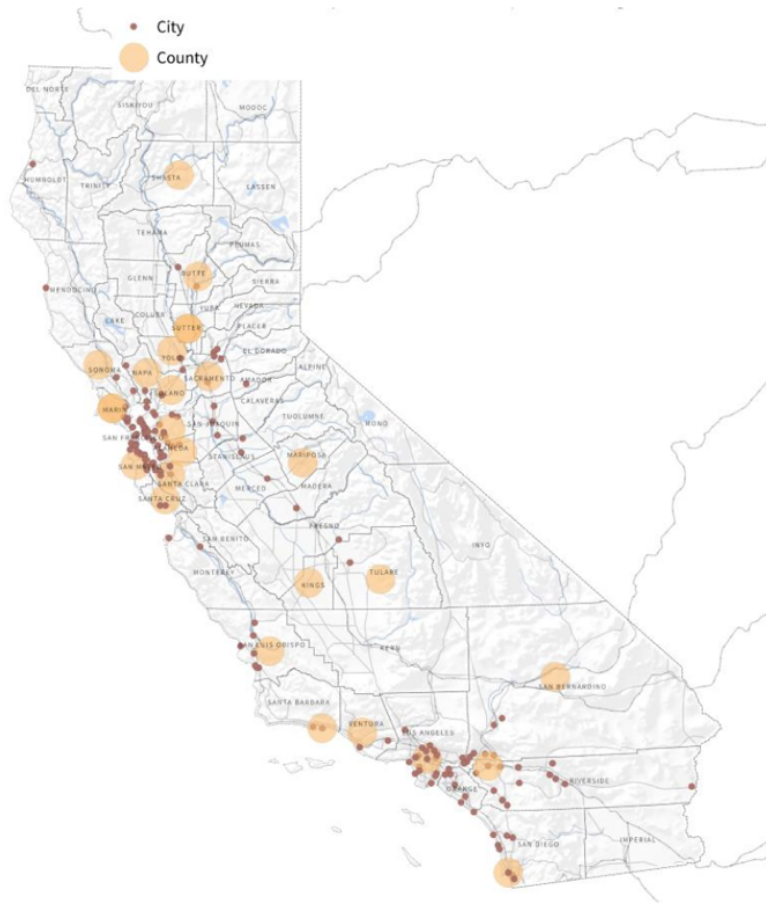 City
County
DEL NORTE
SISKIYOU
MODOC
HUMBOLDT
TRINITY
SHASTA
LASSEN
TEHAMA
PLUMAS
BUTTE
GLENN
SIERRA
MENDOCINO
YUBA
NEVADA
COLUSA
LAKE
SUTTER
PLACER
YOLO
EL DORADO
SONOMA
NAPA
SACRAMENTO
ALPINE
AMADOR
SOLANO
CALAVERAS
MARIN
TUOLUMNE
MONO
SAN JOAQUIN
SAN FRANCISCO
ALAMEDA
STANISLAUS
MARIPOSA
SAN MATEO
SANTA CLARA
MERCED
MADERA
SANTA CRUZ
FRESNO
SAN BENITO
INYO
MONTEREY
KINGS
TULARE
SAN LUIS OBISPO
KERN
SAN BERNARDINO
SANTA BARBARA
VENTURA
LOS ANGELES
RIVERSIDE
ORANGE
SAN DIEGO
IMPERIAL